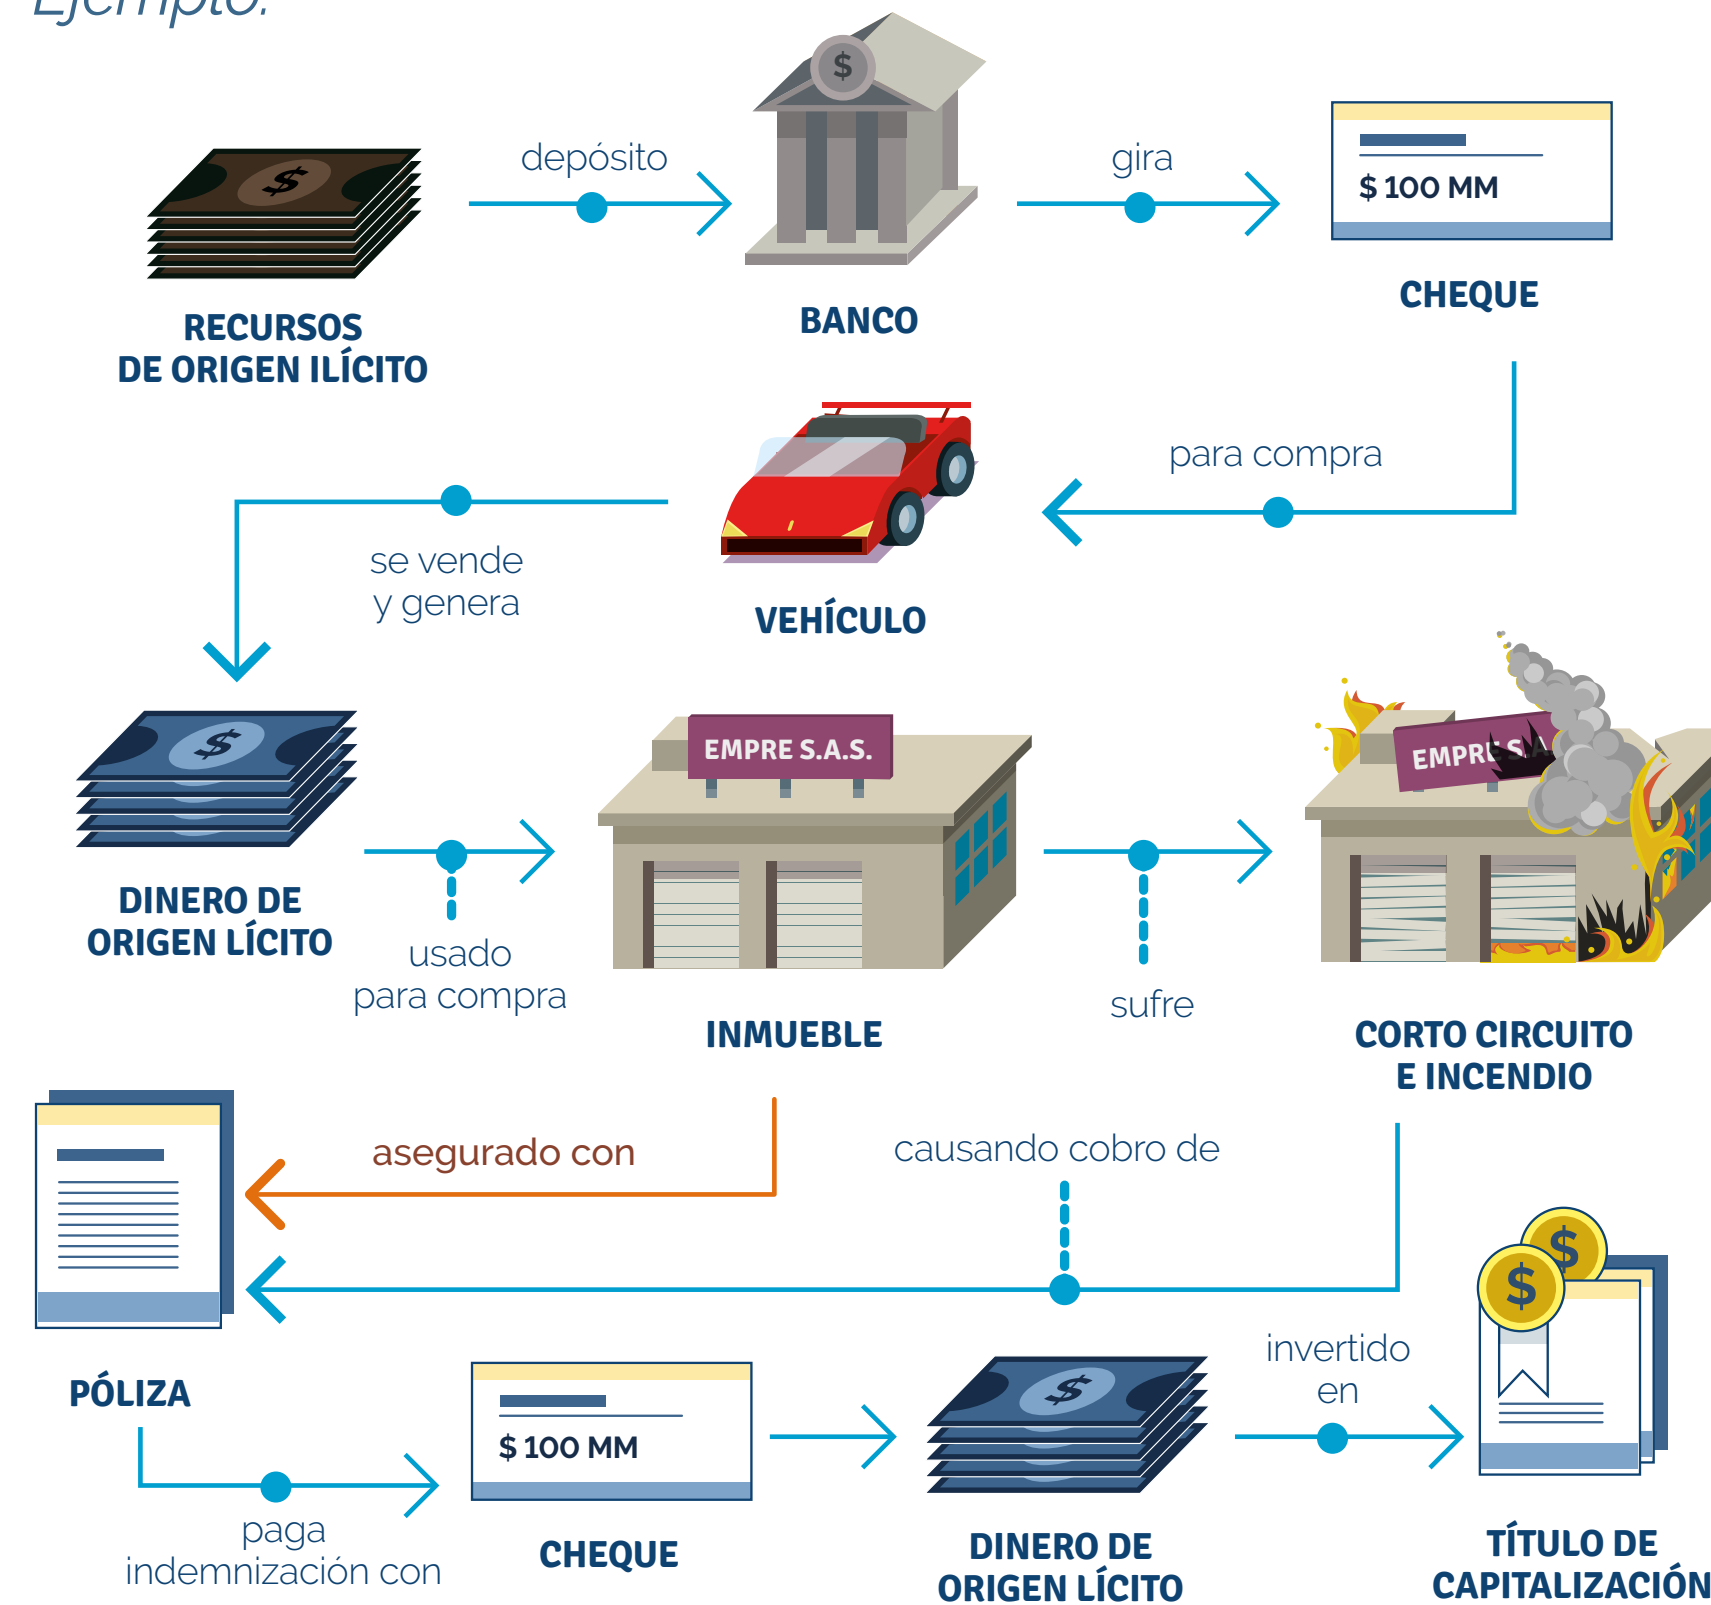 Ejemplo:
depósito
gira
$ 100 MM
RECURSOS
DE ORIGEN ILÍCITO
BANCO
CHEQUE
para compra
se vende
y genera
VEHÍCULO
EMPRE S.A.S.
EMPRE S.A.
DINERO DE
ORIGEN LÍCITO
usado
para compra
INMUEBLE
sufre
CORTO CIRCUITO
E INCENDIO
asegurado con
causando cobro de
PÓLIZA
$ 100 MM
invertido
en
paga
indemnización con
CHEQUE
DINERO DE
ORIGEN LÍCITO
TÍTULO DE
CAPITALIZACIÓN